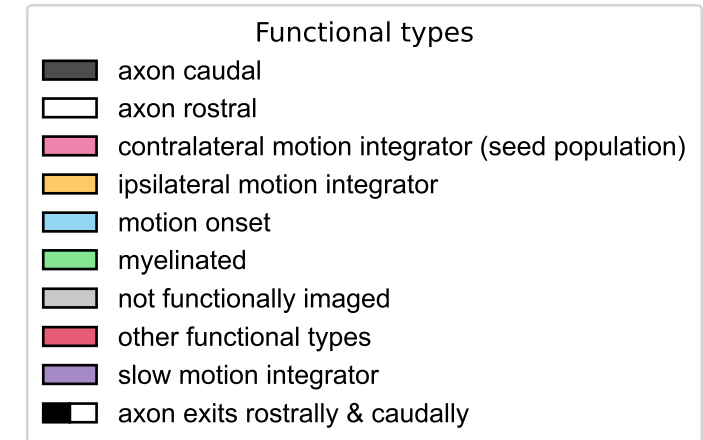 Functional types
axon caudal
axon rostral
contralateral motion integrator (seed population)
ipsilateral motion integrator
motion onset
myelinated
not functionally imaged
other functional types
slow motion integrator
axon exits rostrally & caudally